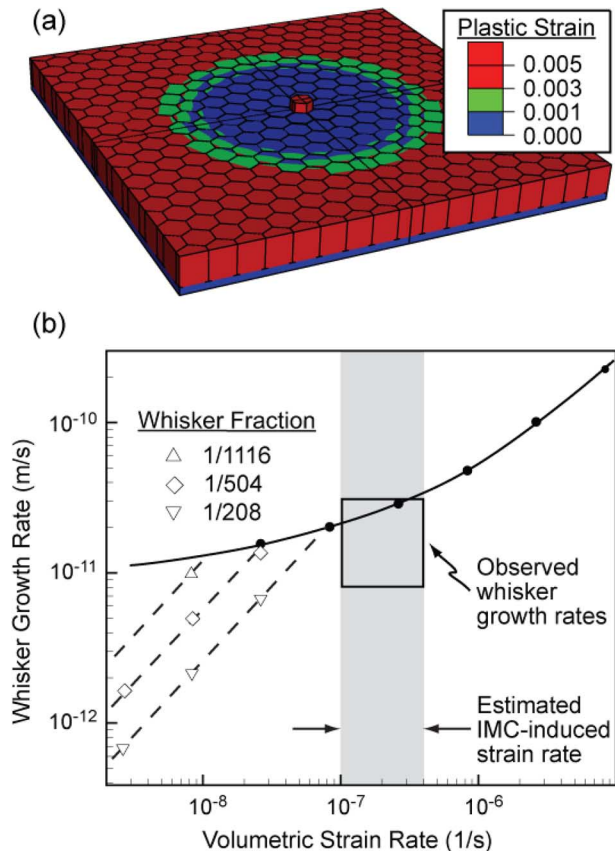 (a)
Plastic Strain
0.005
0.003
0.001
0.000
(b)
Whisker Growth Rate (m/s)
10⁻¹⁰
10⁻¹¹
10⁻¹²
Whisker Fraction
1/1116
1/504
1/208
Observed
whisker
growth rates
Estimated
IMC-induced
strain rate
10⁻⁸
10⁻⁷
10⁻⁶
Volumetric Strain Rate (1/s)